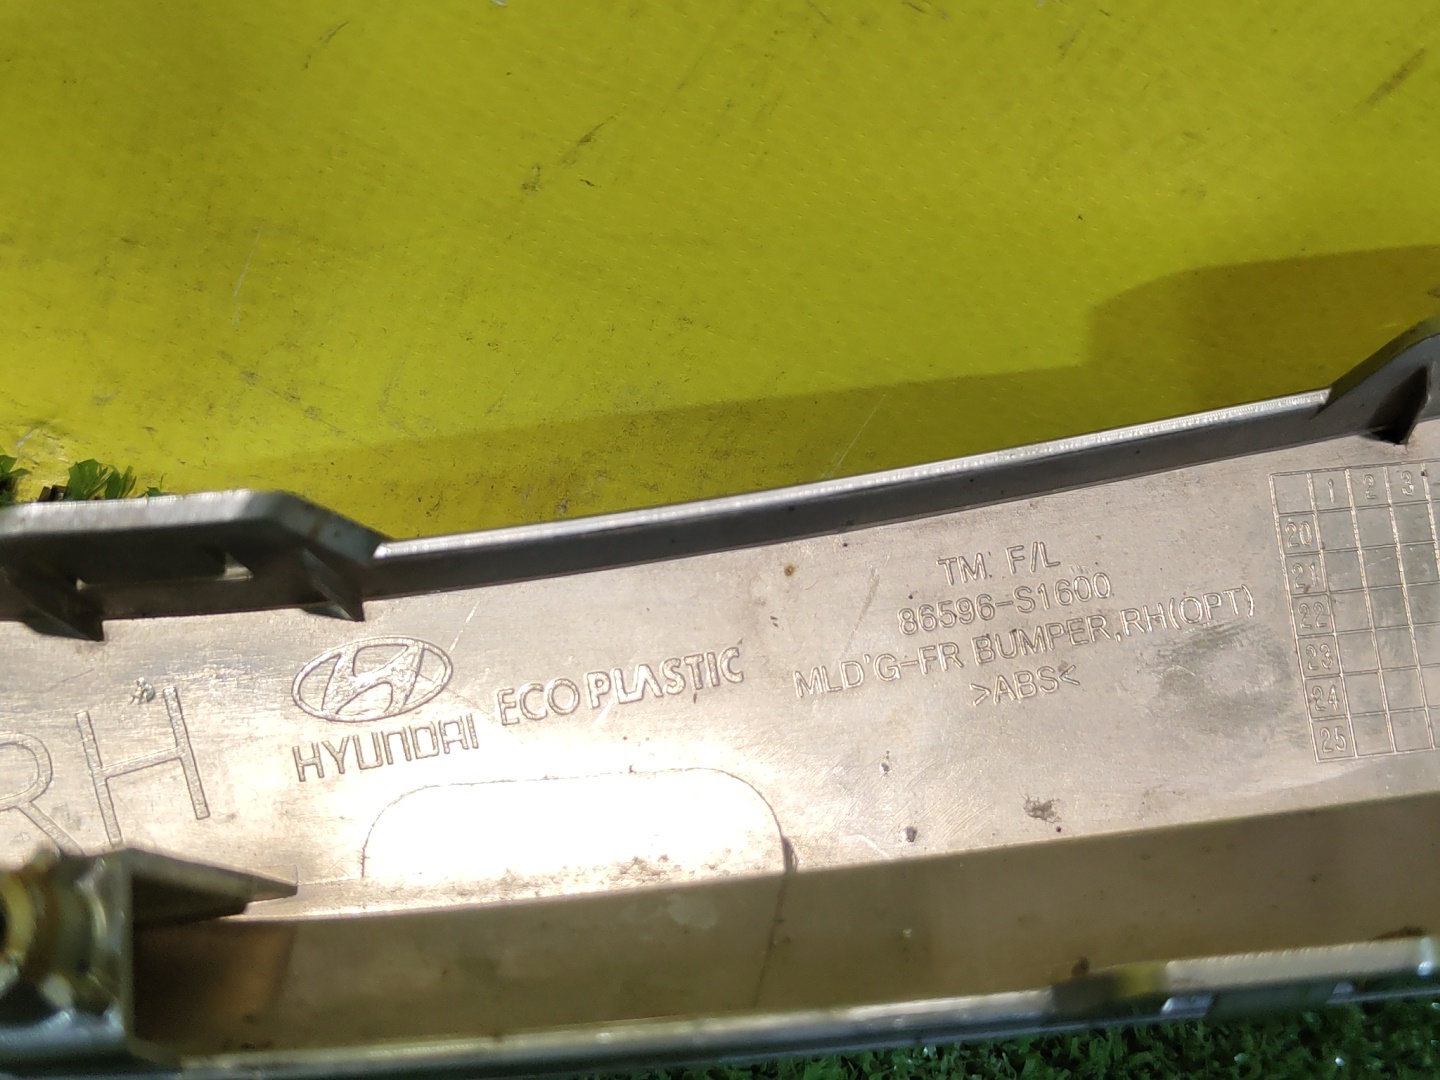 TM F/L
86596-S1600
MLD'G-FR BUMPER,RH(OPT)
>ABS<
HYUNDAI
ECOPLASTIC
RH
1 2 3
20
21
22
23
24
25